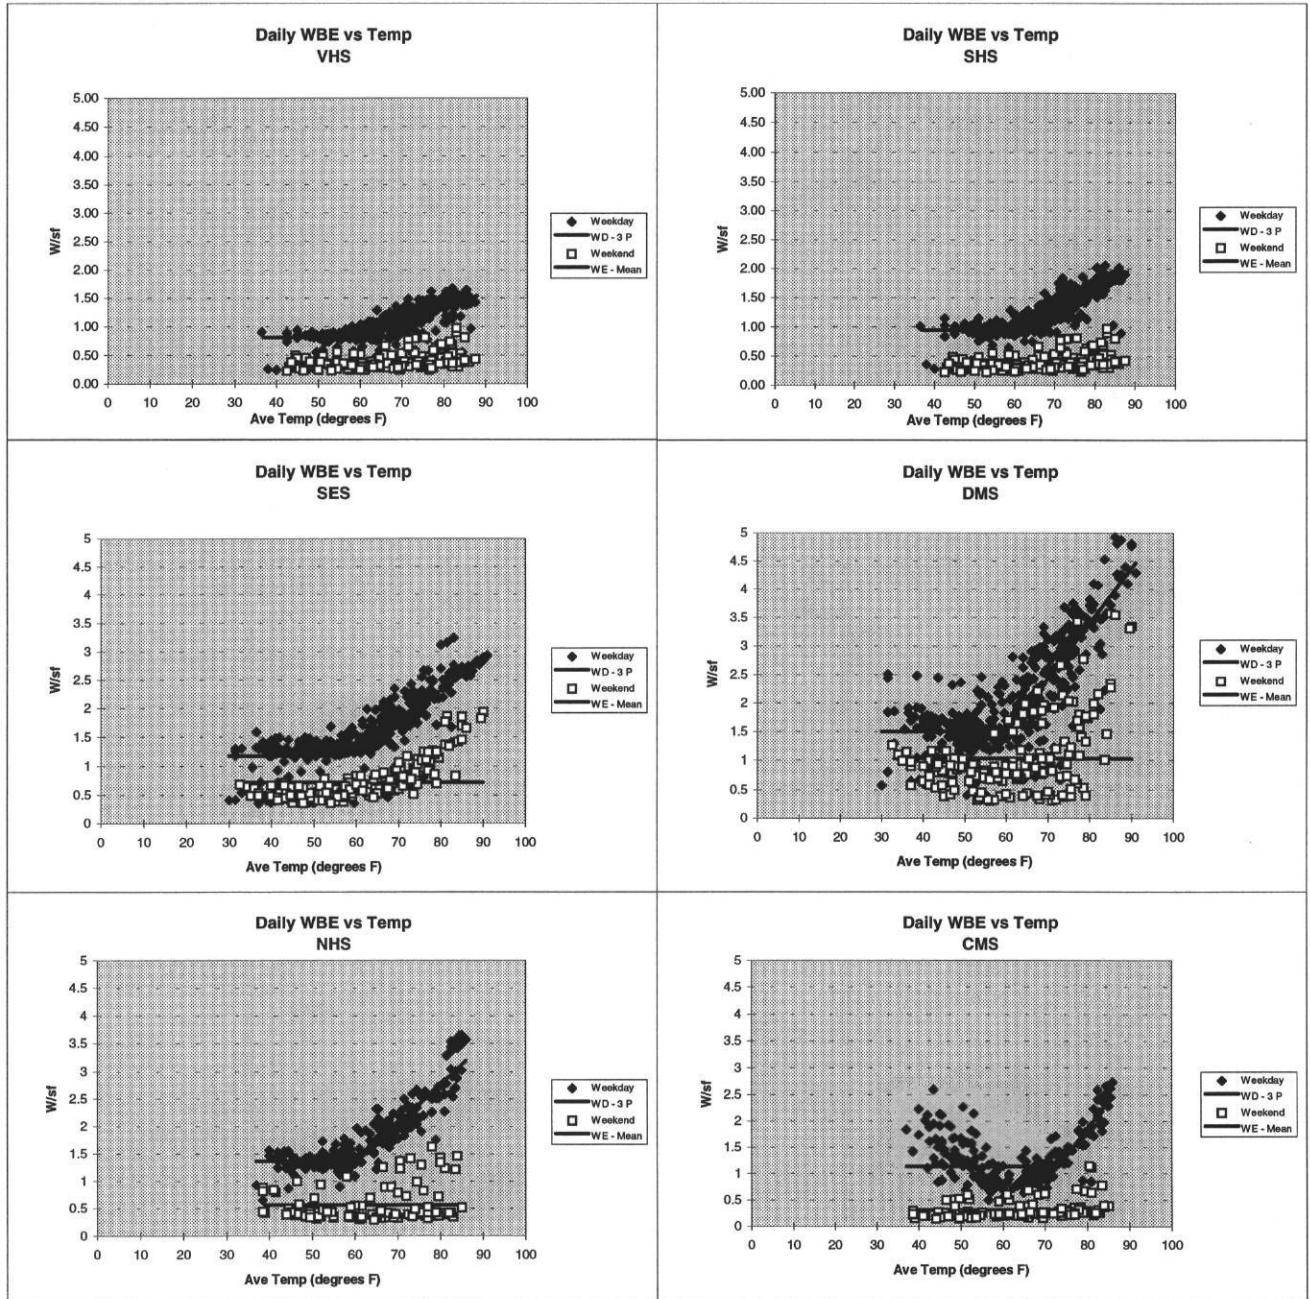 Daily WBE vs Temp
VHS
5.00
4.50
4.00
3.50
3.00
2.50
2.00
1.50
1.00
0.50
0.00
W/sf
0 10 20 30 40 50 60 70 80 90 100
Ave Temp (degrees F)
Weekday
WD - 3 P
Weekend
WE - Mean
Daily WBE vs Temp
SHS
5.00
4.50
4.00
3.50
3.00
2.50
2.00
1.50
1.00
0.50
0.00
W/sf
0 10 20 30 40 50 60 70 80 90 100
Ave Temp (degrees F)
Weekday
WD - 3 P
Weekend
WE - Mean
Daily WBE vs Temp
SES
5
4.5
4
3.5
3
2.5
2
1.5
1
0.5
0
W/sf
0 10 20 30 40 50 60 70 80 90 100
Ave Temp (degrees F)
Weekday
WD - 3 P
Weekend
WE - Mean
Daily WBE vs Temp
DMS
5
4.5
4
3.5
3
2.5
2
1.5
1
0.5
0
W/sf
0 10 20 30 40 50 60 70 80 90 100
Ave Temp (degrees F)
Weekday
WD - 3 P
Weekend
WE - Mean
Daily WBE vs Temp
NHS
5
4.5
4
3.5
3
2.5
2
1.5
1
0.5
0
W/sf
0 10 20 30 40 50 60 70 80 90 100
Ave Temp (degrees F)
Weekday
WD - 3 P
Weekend
WE - Mean
Daily WBE vs Temp
CMS
5
4.5
4
3.5
3
2.5
2
1.5
1
0.5
0
W/sf
0 10 20 30 40 50 60 70 80 90 100
Ave Temp (degrees F)
Weekday
WD - 3 P
Weekend
WE - Mean